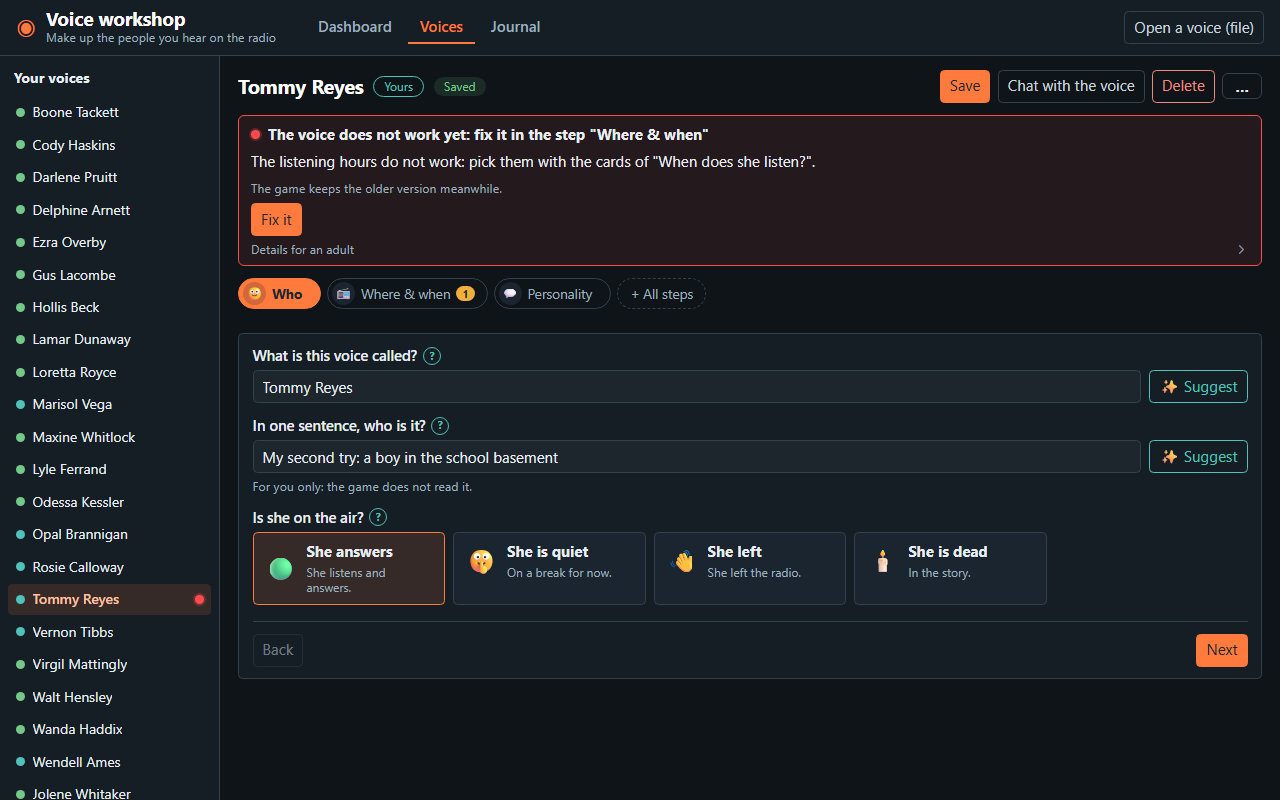 Voice workshop
Make up the people you hear on the radio
Dashboard
Voices
Journal
Open a voice (file)
Your voices
Boone Tackett
Cody Haskins
Darlene Pruitt
Delphine Arnett
Ezra Overby
Gus Lacombe
Hollis Beck
Lamar Dunaway
Loretta Royce
Marisol Vega
Maxine Whitlock
Lyle Ferrand
Odessa Kessler
Opal Brannigan
Rosie Calloway
Tommy Reyes
Vernon Tibbs
Virgil Mattingly
Walt Hensley
Wanda Haddix
Wendell Ames
Jolene Whitaker
Tommy Reyes
Yours
Saved
Save
Chat with the voice
Delete
...
The voice does not work yet: fix it in the step "Where & when"
The listening hours do not work: pick them with the cards of "When does she listen?".
The game keeps the older version meanwhile.
Fix it
Details for an adult
Who
Where & when 1
Personality
+ All steps
What is this voice called? ?
Tommy Reyes
Suggest
In one sentence, who is it? ?
My second try: a boy in the school basement
Suggest
For you only: the game does not read it.
Is she on the air? ?
She answers
She listens and
answers.
She is quiet
On a break for now.
She left
She left the radio.
She is dead
In the story.
Back
Next